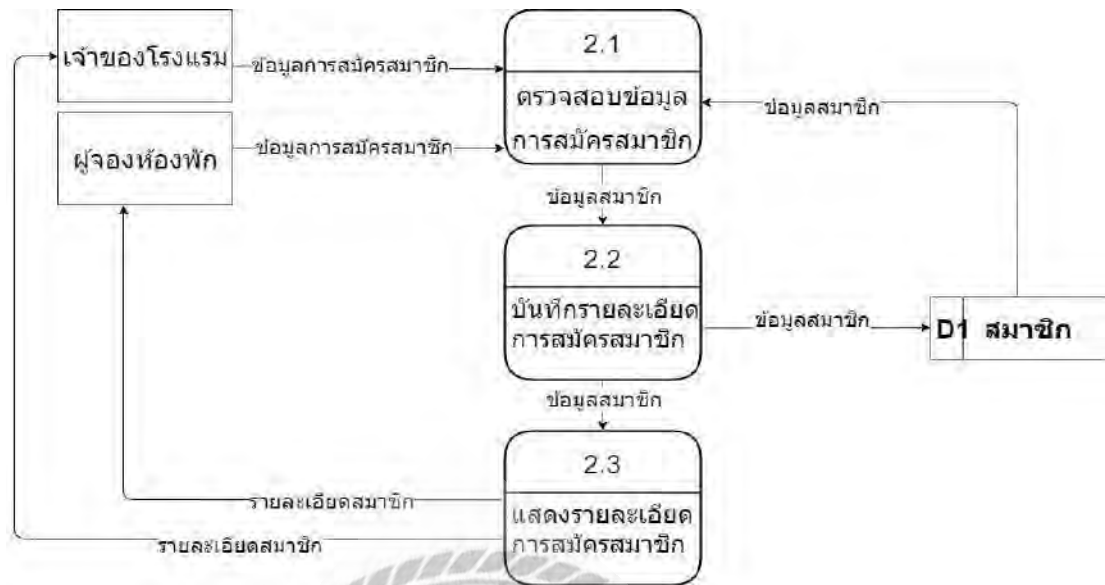 เจ้าของโรงแรม
ข้อมูลการสมัครสมาชิก
2.1
ตรวจสอบข้อมูล
การสมัครสมาชิก
ข้อมูลสมาชิก
ผู้จองห้องพัก
ข้อมูลการสมัครสมาชิก
ข้อมูลสมาชิก
2.2
บันทึกรายละเอียด
การสมัครสมาชิก
ข้อมูลสมาชิก
D1 สมาชิก
ข้อมูลสมาชิก
2.3
แสดงรายละเอียด
การสมัครสมาชิก
รายละเอียดสมาชิก
รายละเอียดสมาชิก